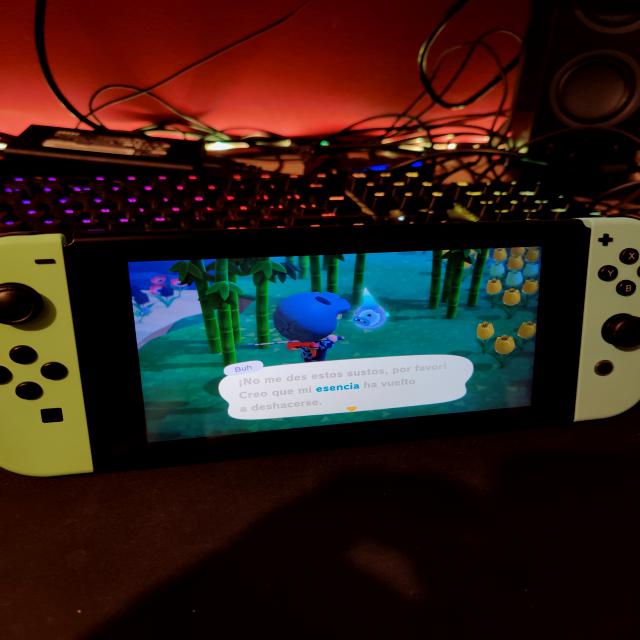 Buh
¡No me des estos sustos, por favor!
Creo que mi esencia ha vuelto
a deshacerse.
X
Y
B